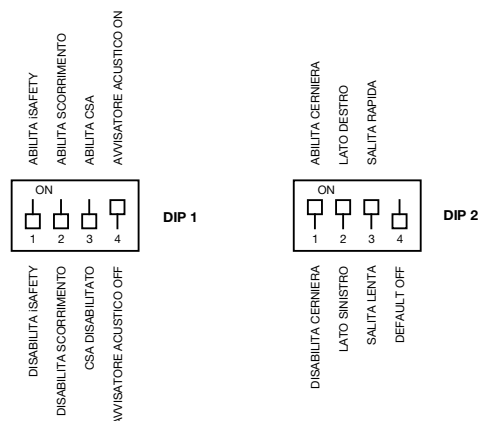 ABILITA iSAFETY
ABILITA SCORRIMENTO
ABILITA CSA
AVVISATORE ACUSTICO ON
ON
1 2 3 4
DIP 1
DISABILITA iSAFETY
DISABILITA SCORRIMENTO
CSA DISABILITATO
AVVISATORE ACUSTICO OFF
ABILITA CERNIERA
LATO DESTRO
SALITA RAPIDA
ON
1 2 3 4
DIP 2
DISABILITA CERNIERA
LATO SINISTRO
SALITA LENTA
DEFAULT OFF